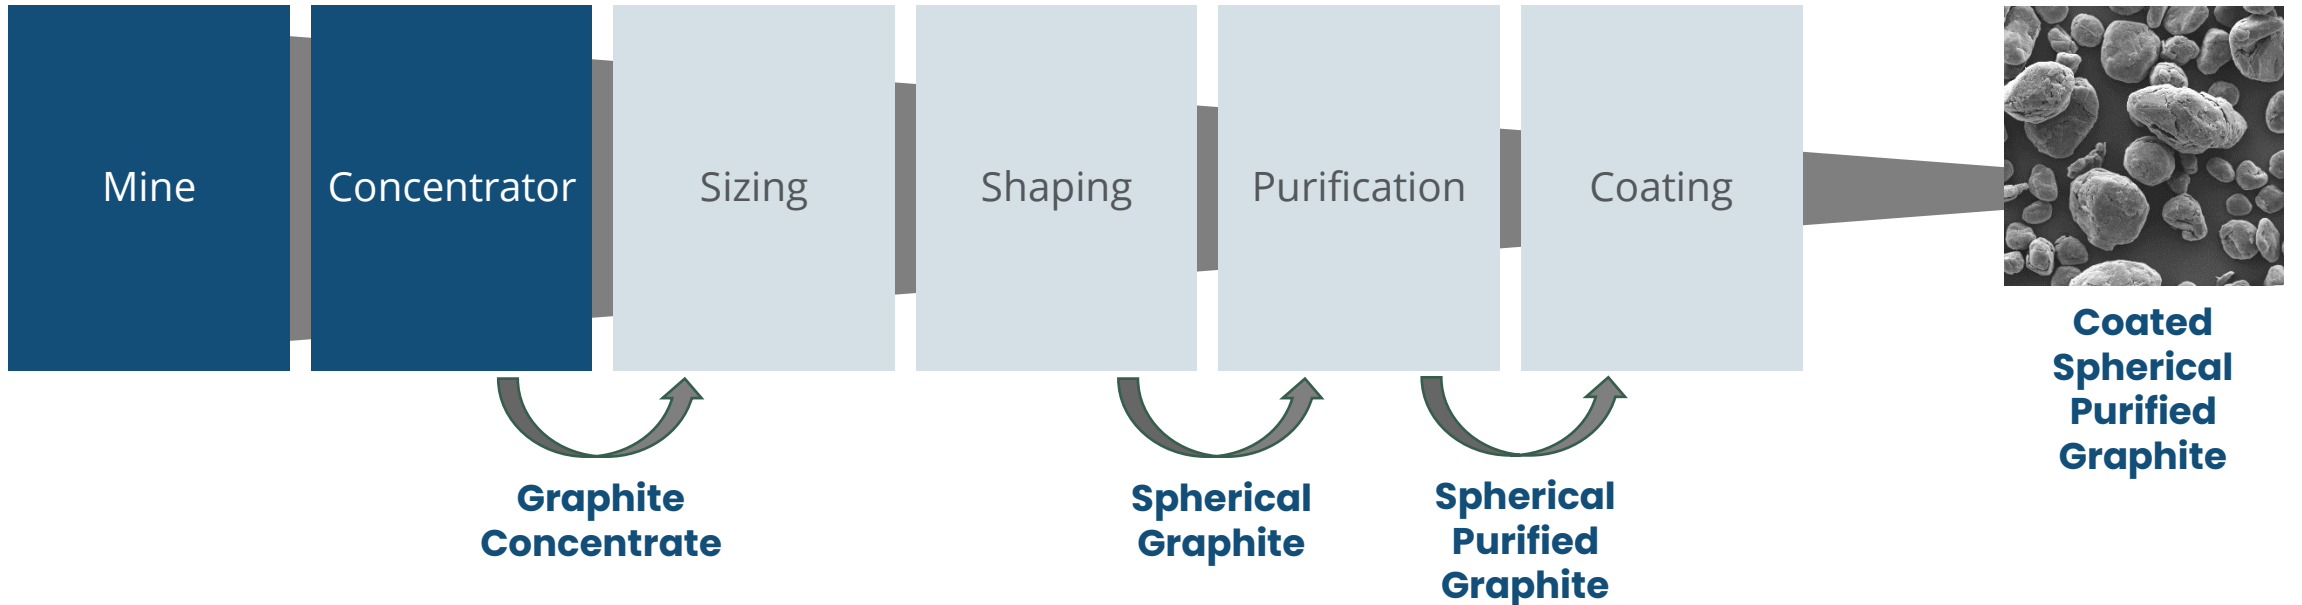 Mine
Concentrator
Sizing
Shaping
Purification
Coating
Graphite
Concentrate
Spherical
Graphite
Spherical
Purified
Graphite
Coated
Spherical
Purified
Graphite